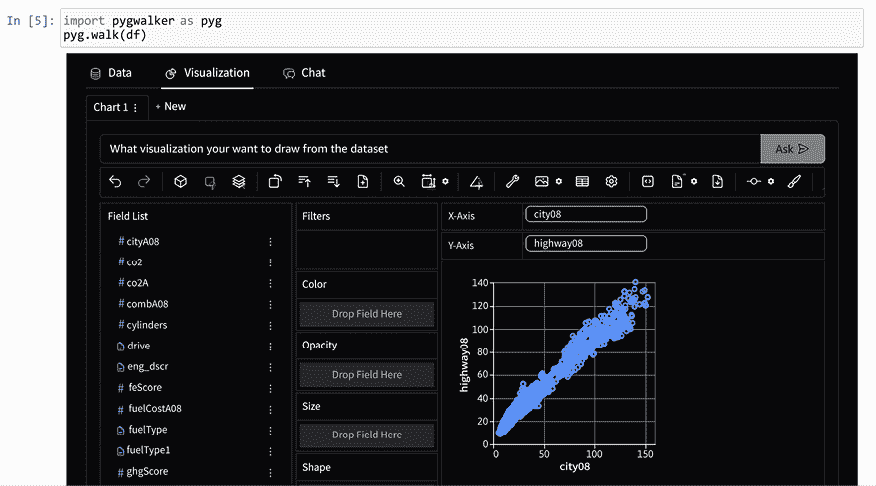 In [5]: import pygwalker as pyg
pyg.walk(df)
Data Visualization Chat
Chart 1 + New
What visualization your want to draw from the dataset Ask
Field List
# cityA08
# co2
# co2A
# combA08
# cylinders
drive
eng_dscr
# feScore
# fuelCostA08
fuelType
fuelType1
# ghgScore
Filters
Color
Drop Field Here
Opacity
Drop Field Here
Size
Drop Field Here
Shape
X-Axis city08
Y-Axis highway08
highway08
140
120
100
80
60
40
20
0
0 50 100 150
city08